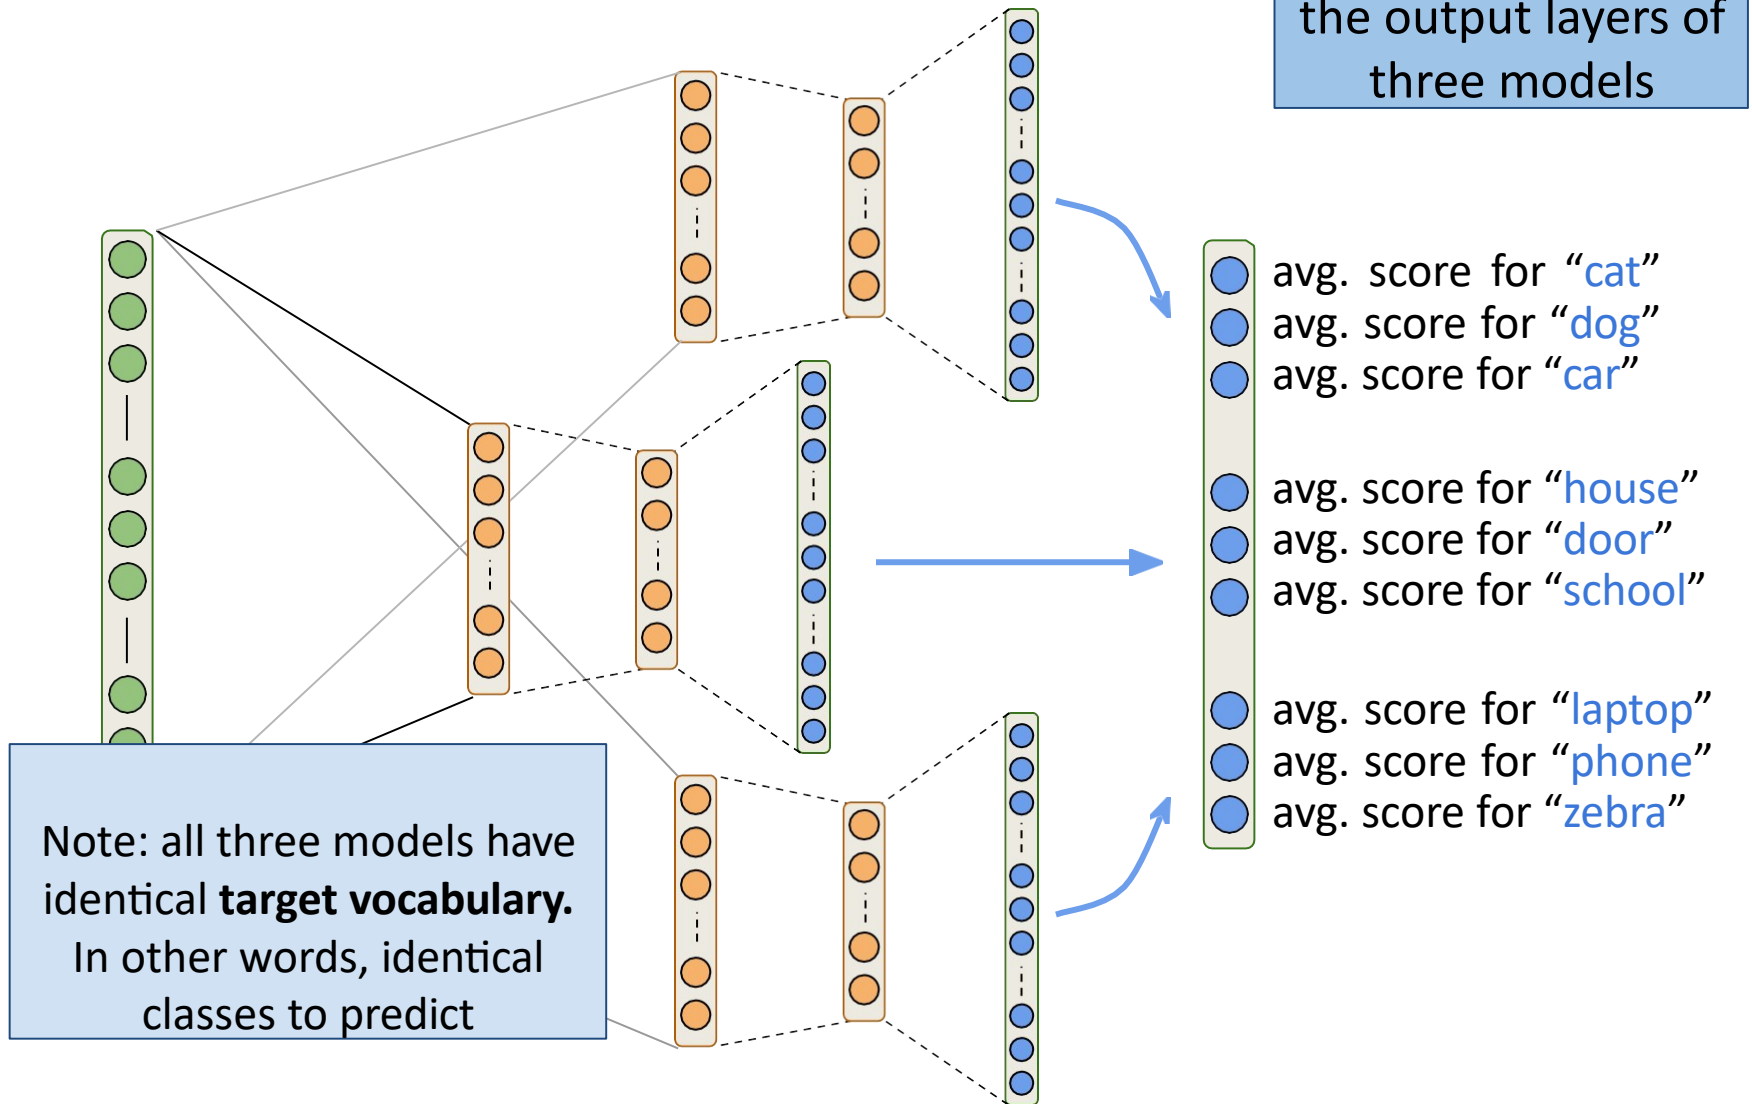 the output layers of
three models
avg. score for “cat”
avg. score for “dog”
avg. score for “car”
avg. score for “house”
avg. score for “door”
avg. score for “school”
avg. score for “laptop”
avg. score for “phone”
avg. score for “zebra”
Note: all three models have
identical target vocabulary.
In other words, identical
classes to predict